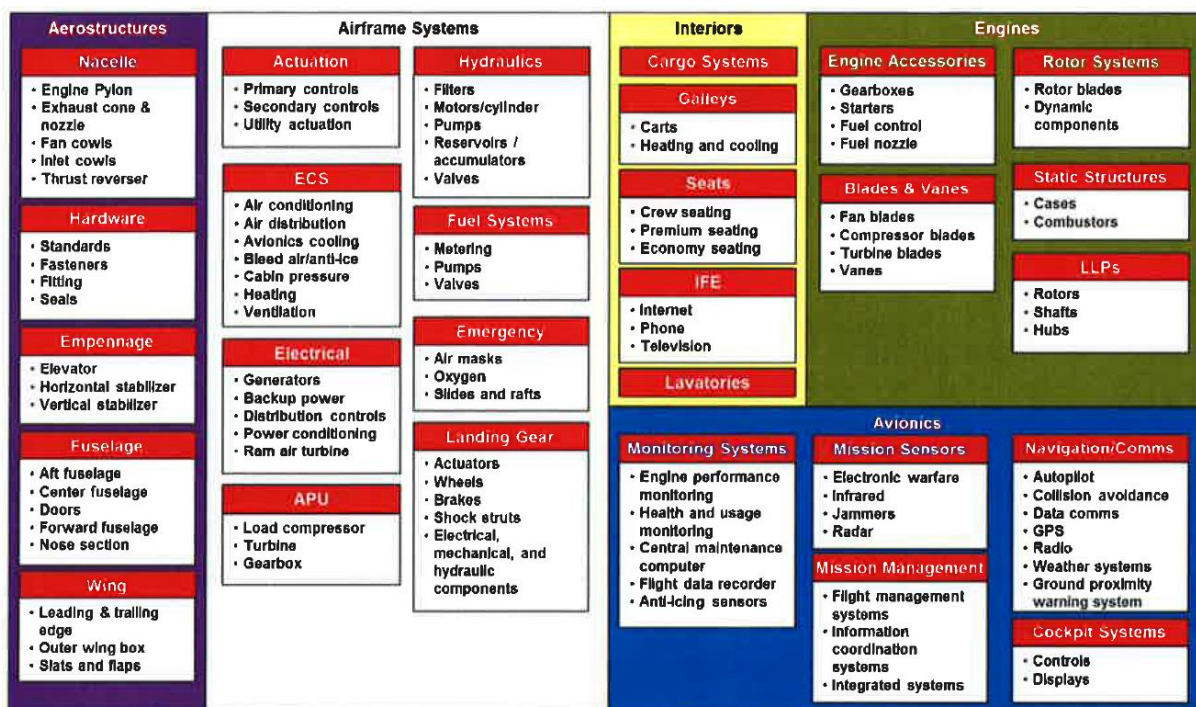 Aerostructures
Nacelle
• Engine Pylon
• Exhaust cone &
nozzle
• Fan cowls
• Inlet cowls
• Thrust reverser
Hardware
• Standards
• Fasteners
• Fitting
• Seals
Empennage
• Elevator
• Horizontal stabilizer
• Vertical stabilizer
Fuselage
• Aft fuselage
• Center fuselage
• Doors
• Forward fuselage
• Nose section
Wing
• Leading & trailing
edge
• Outer wing box
• Slats and flaps
Airframe Systems
Actuation
• Primary controls
• Secondary controls
• Utility actuation
ECS
• Air conditioning
• Air distribution
• Avionics cooling
• Bleed air/anti-ice
• Cabin pressure
• Heating
• Ventilation
Electrical
• Generators
• Backup power
• Distribution controls
• Power conditioning
• Ram air turbine
APU
• Load compressor
• Turbine
• Gearbox
Hydraulics
• Filters
• Motors/cylinder
• Pumps
• Reservoirs /
accumulators
• Valves
Fuel Systems
• Metering
• Pumps
• Valves
Emergency
• Air masks
• Oxygen
• Slides and rafts
Landing Gear
• Actuators
• Wheels
• Brakes
• Shock struts
• Electrical,
mechanical, and
hydraulic
components
Interiors
Cargo Systems
Galleys
• Carts
• Heating and cooling
Seats
• Crew seating
• Premium seating
• Economy seating
IFE
• Internet
• Phone
• Television
Lavatories
Engines
Engine Accessories
• Gearboxes
• Starters
• Fuel control
• Fuel nozzle
Blades & Vanes
• Fan blades
• Compressor blades
• Turbine blades
• Vanes
Rotor Systems
• Rotor blades
• Dynamic
components
Static Structures
• Cases
• Combustors
LLPs
• Rotors
• Shafts
• Hubs
Avionics
Monitoring Systems
• Engine performance
monitoring
• Health and usage
monitoring
• Central maintenance
computer
• Flight data recorder
• Anti-icing sensors
Mission Sensors
• Electronic warfare
• Infrared
• Jammers
• Radar
Mission Management
• Flight management
systems
• Information
coordination
systems
• Integrated systems
Navigation/Comms
• Autopilot
• Collision avoidance
• Data comms
• GPS
• Radio
• Weather systems
• Ground proximity
warning system
Cockpit Systems
• Controls
• Displays